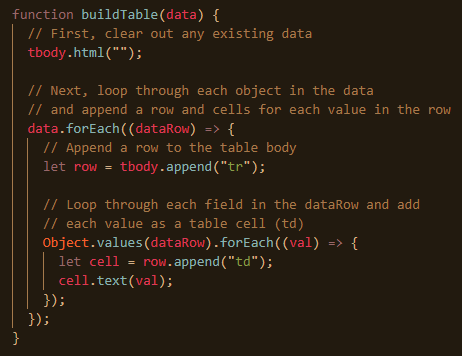 function buildTable(data) {
  // First, clear out any existing data
  tbody.html("");

  // Next, loop through each object in the data
  // and append a row and cells for each value in the row
  data.forEach((dataRow) => {
    // Append a row to the table body
    let row = tbody.append("tr");

    // Loop through each field in the dataRow and add
    // each value as a table cell (td)
    Object.values(dataRow).forEach((val) => {
      let cell = row.append("td");
      cell.text(val);
    });
  });
}